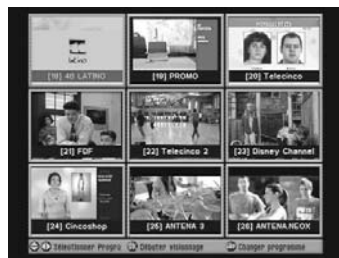 [18] 40 LATINO
[19] PROMO
[20] Telecinco
[21] FDF
[22] Telecinco 2
[23] Disney Channel
[24] Cincoshop
[25] ANTENA 3
[26] ANTENA.NEOX
Sélectionner Progra
Débuter visionnage
Changer programme